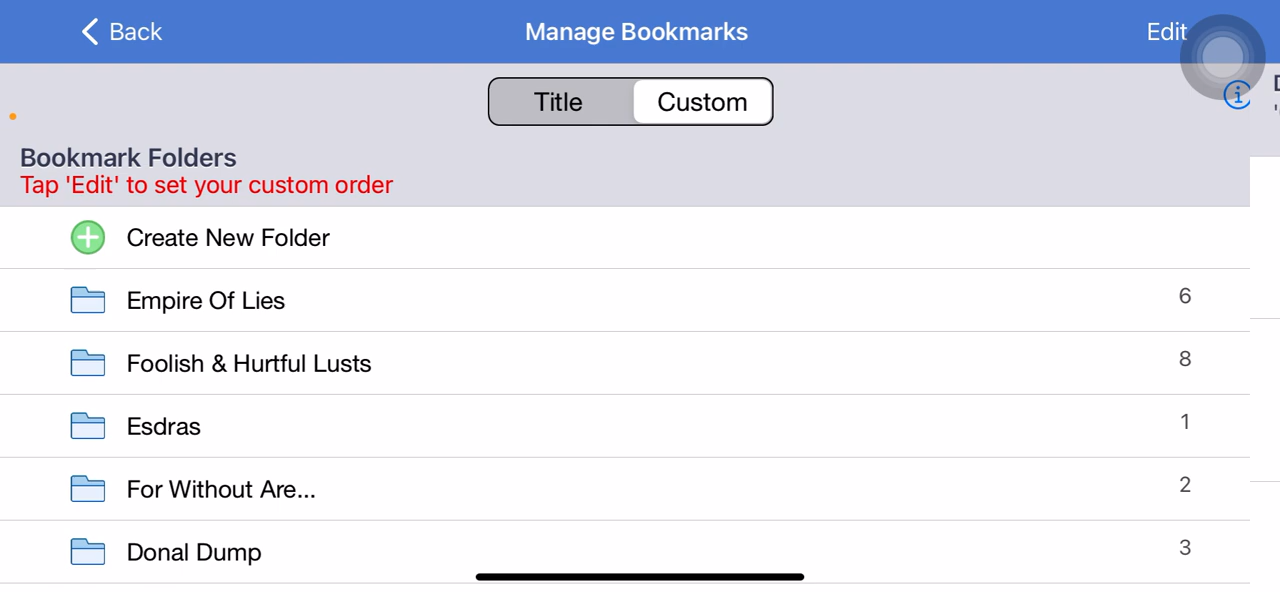 Back
Manage Bookmarks
Edit
Title
Custom
Bookmark Folders
Tap 'Edit' to set your custom order
Create New Folder
Empire Of Lies
6
Foolish & Hurtful Lusts
8
Esdras
1
For Without Are...
2
Donal Dump
3